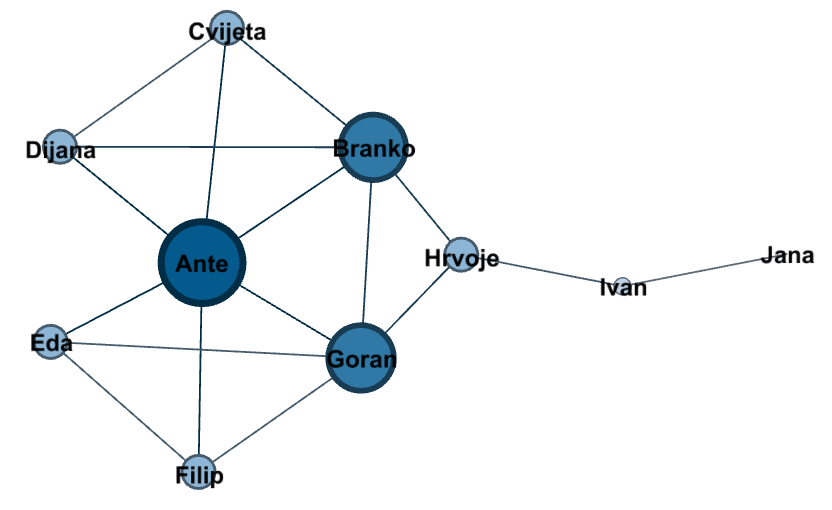 Cvijeta
Dijana
Branko
Ante
Hrvoje
Jana
Ivan
Eda
Goran
Filip